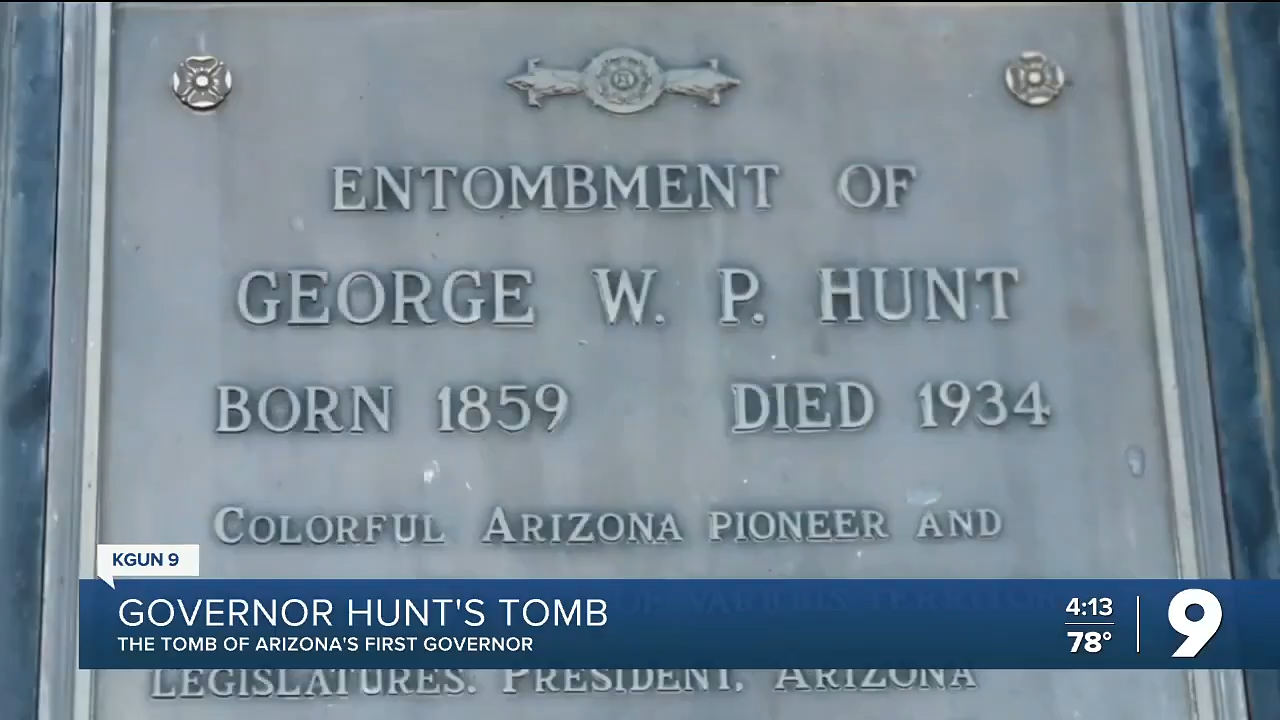 ENTOMBMENT OF
GEORGE W. P. HUNT
BORN 1859 DIED 1934
COLORFUL ARIZONA PIONEER AND
KGUN 9
GOVERNOR HUNT'S TOMB
THE TOMB OF ARIZONA'S FIRST GOVERNOR
4:13
78°
9
LEGISLATURES. PRESIDENT, ARIZONA